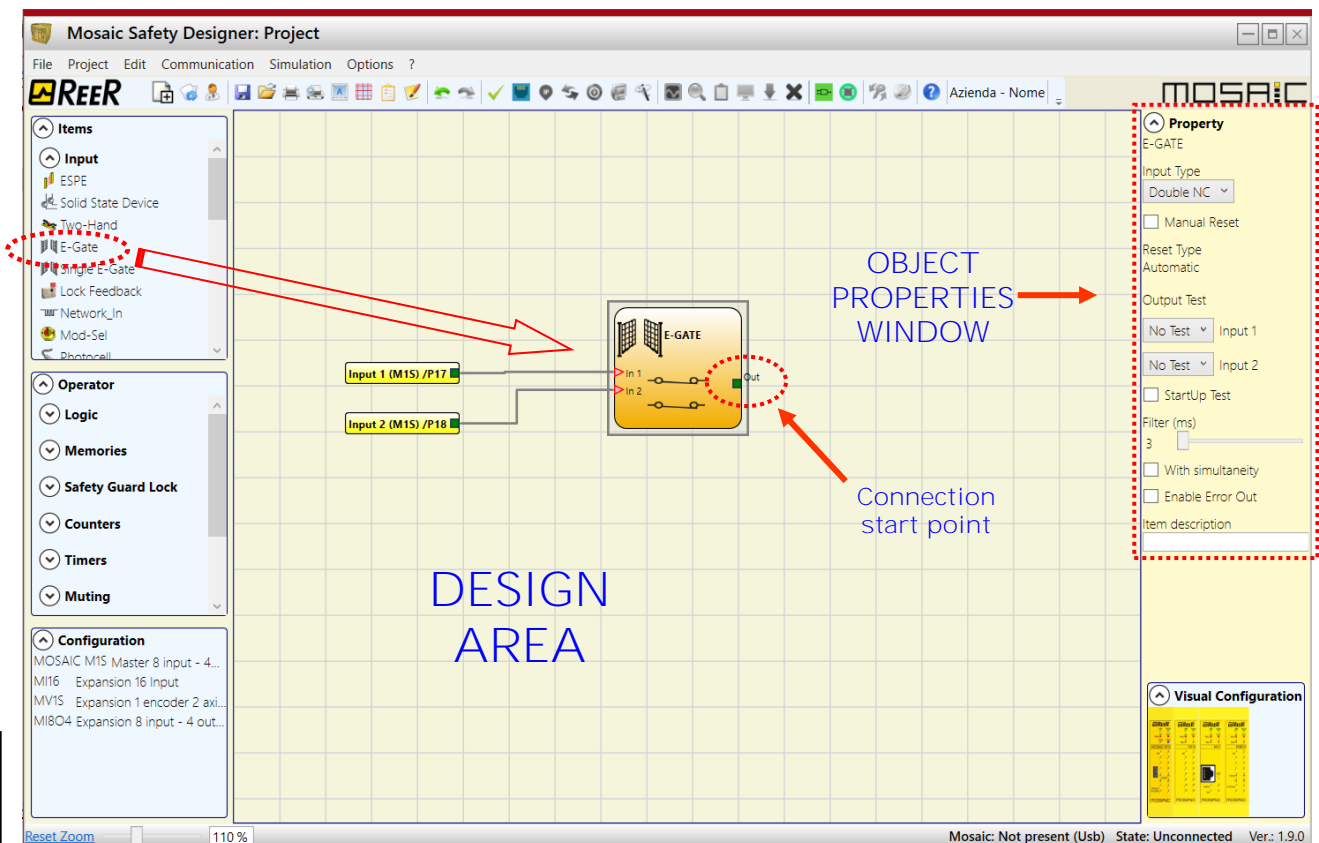 Mosaic Safety Designer: Project
File Project Edit Communication Simulation Options ?
REER
Azienda - Nome
MOSAIC
Items
Input
ESPE
Solid State Device
Two-Hand
E-Gate
Single E-Gate
Lock Feedback
Network_In
Mod-Sel
Photocell
Operator
Logic
Memories
Safety Guard Lock
Counters
Timers
Muting
Configuration
MOSAIC M1S Master 8 input - 4...
MI16 Expansion 16 Input
MV1S Expansion 1 encoder 2 axi...
MI8O4 Expansion 8 input - 4 out...
Input 1 (M1S) /P17
Input 2 (M1S) /P18
E-GATE
In 1
In 2
Out
OBJECT
PROPERTIES
WINDOW
Connection
start point
DESIGN
AREA
Property
E-GATE
Input Type
Double NC
Manual Reset
Reset Type
Automatic
Output Test
No Test Input 1
No Test Input 2
StartUp Test
Filter (ms)
3
With simultaneity
Enable Error Out
Item description
Visual Configuration
Reset Zoom 110 %
Mosaic: Not present (Usb) State: Unconnected Ver.: 1.9.0